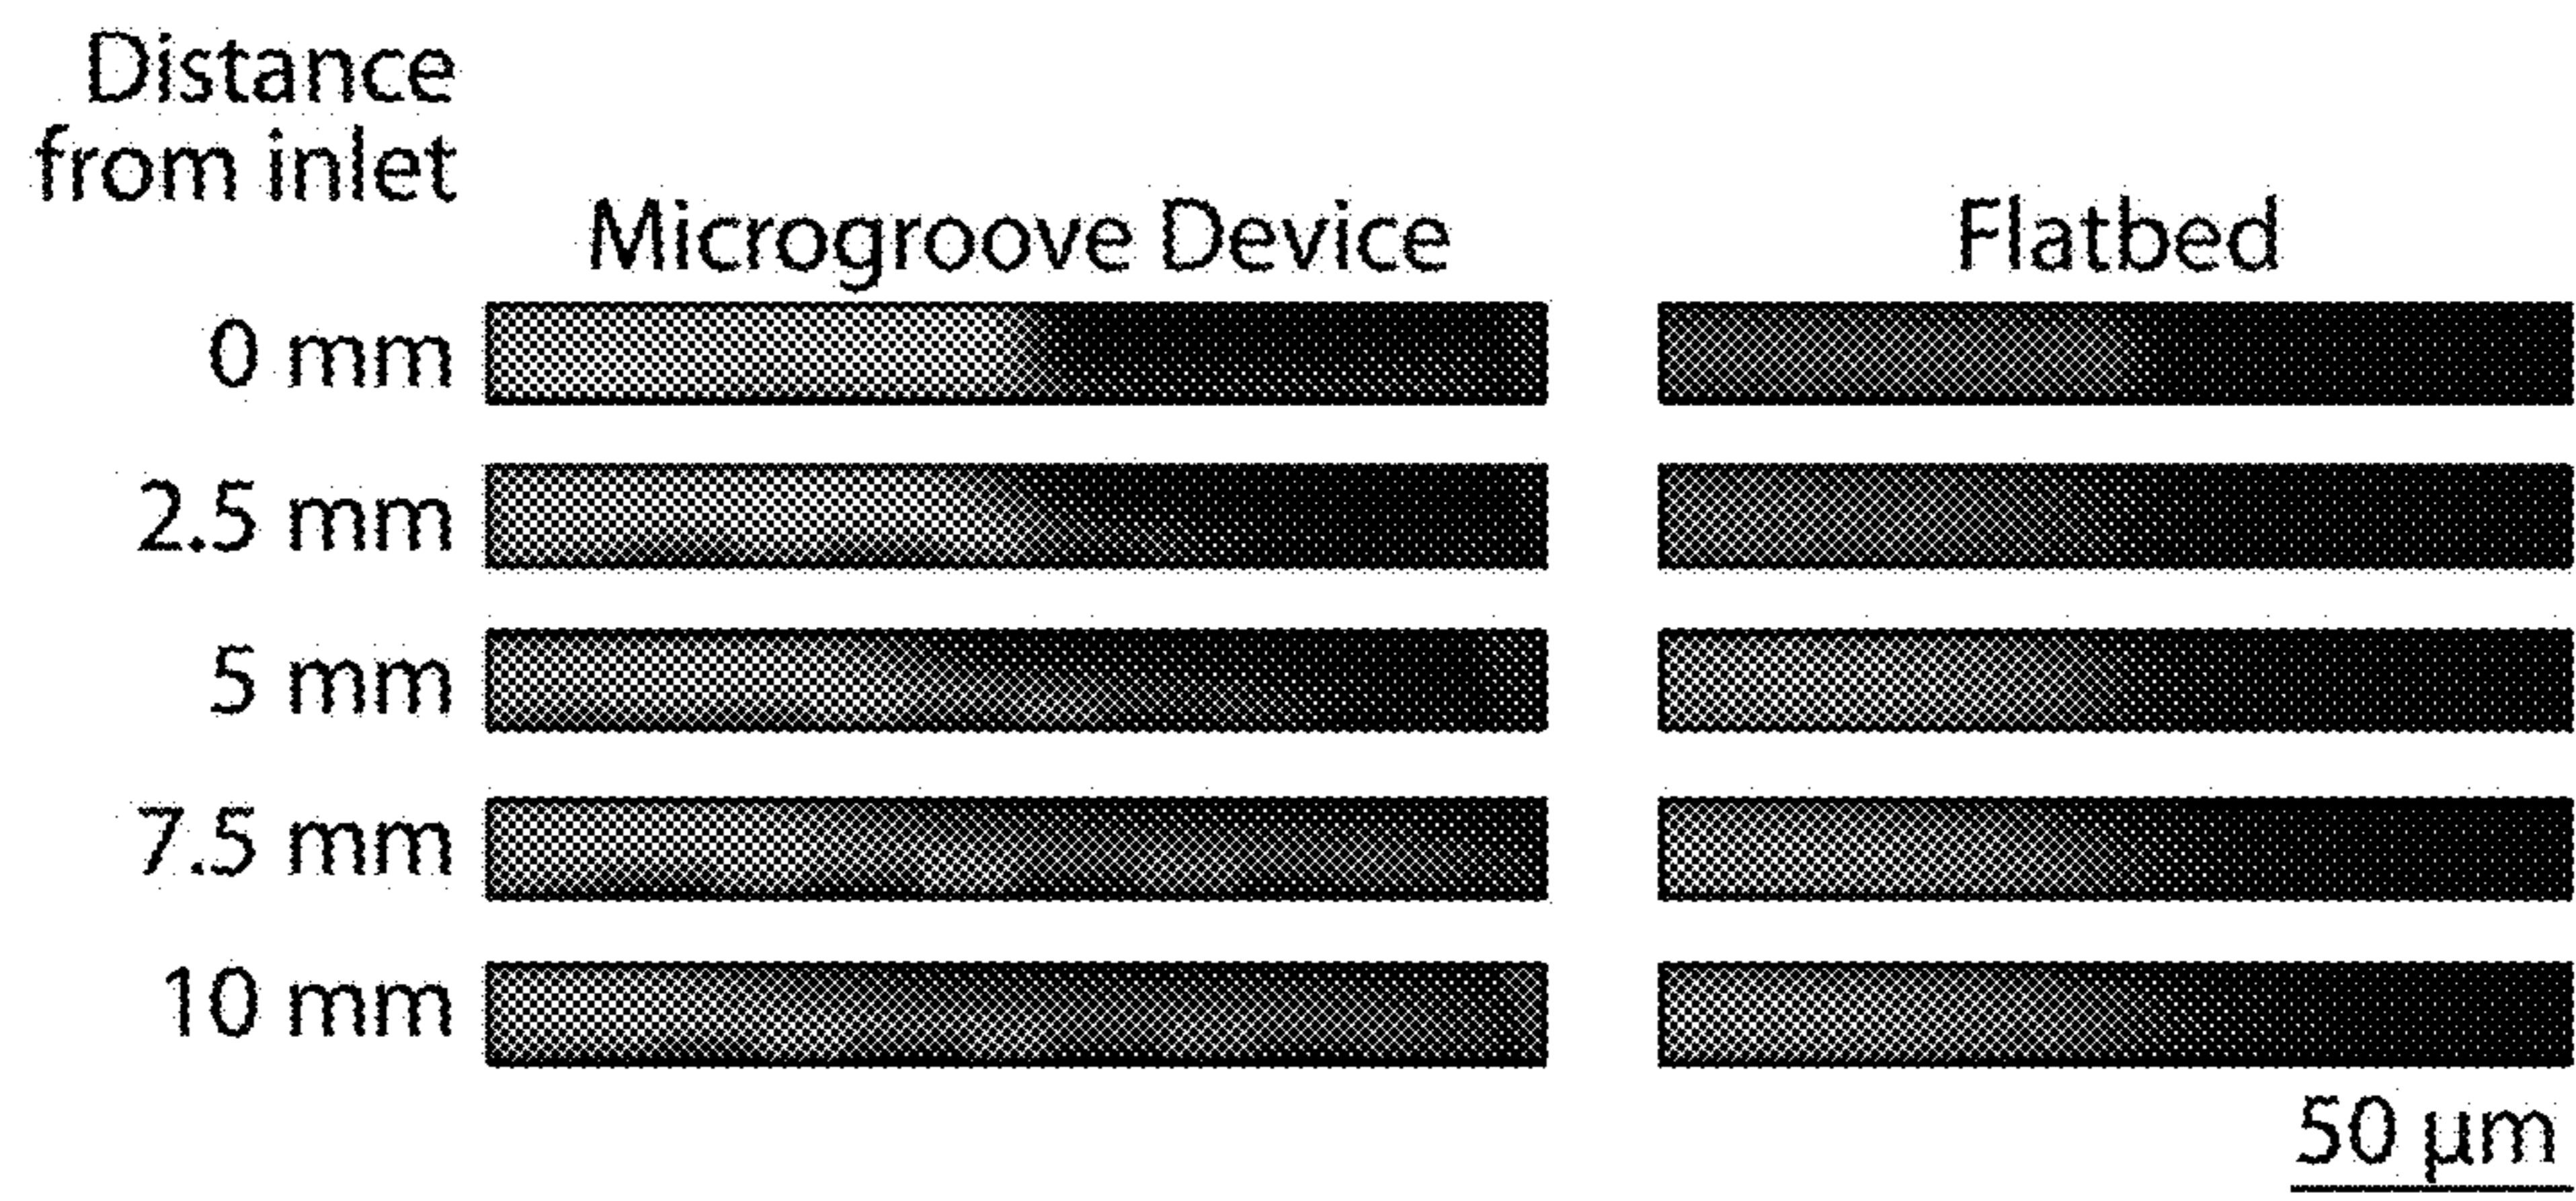 Distance
from inlet
Microgroove Device
Flatbed
0 mm
2.5 mm
5 mm
7.5 mm
10 mm
50 µm